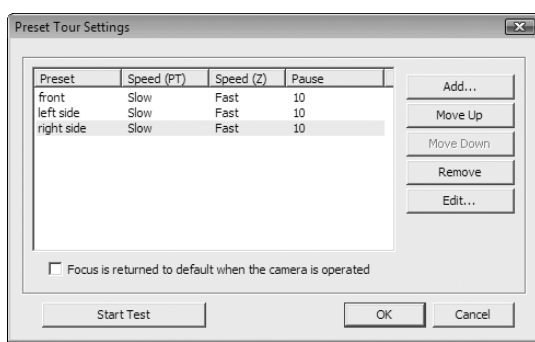 Preset Tour Settings
Preset Speed (PT) Speed (Z) Pause
front Slow Fast 10
left side Slow Fast 10
right side Slow Fast 10
Add...
Move Up
Move Down
Remove
Edit...
Focus is returned to default when the camera is operated
Start Test OK Cancel